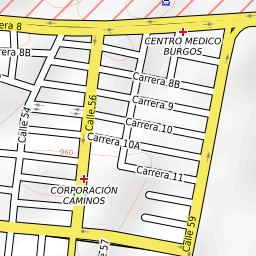 Carrera 8
CENTRO MEDICO
BURGOS
Carrera 8B
Carrera 8B
Carrera 9
Calle 56
Calle 54
Carrera 10
Carrera 10A
960
Carrera 11
CORPORACIÓN
CAMINOS
Calle 59
57